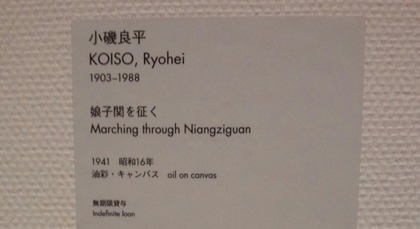 小磯良平
KOISO, Ryohei
1903–1988
娘子関を征く
Marching through Niangziguan
1941　昭和16年
油彩・キャンバス　oil on canvas
無期限貸与
Indefinite loan